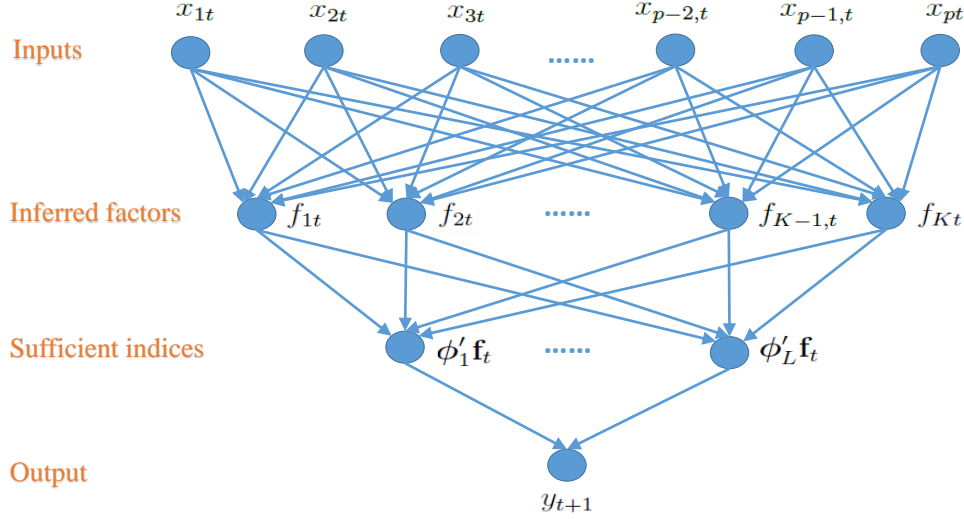 x_{1t} x_{2t} x_{3t} x_{p−2,t} x_{p−1,t} x_{pt}
Inputs ......
Inferred factors f_{1t} f_{2t} ...... f_{K−1,t} f_{Kt}
Sufficient indices ϕ′_1 f_t ...... ϕ′_L f_t
Output
y_{t+1}